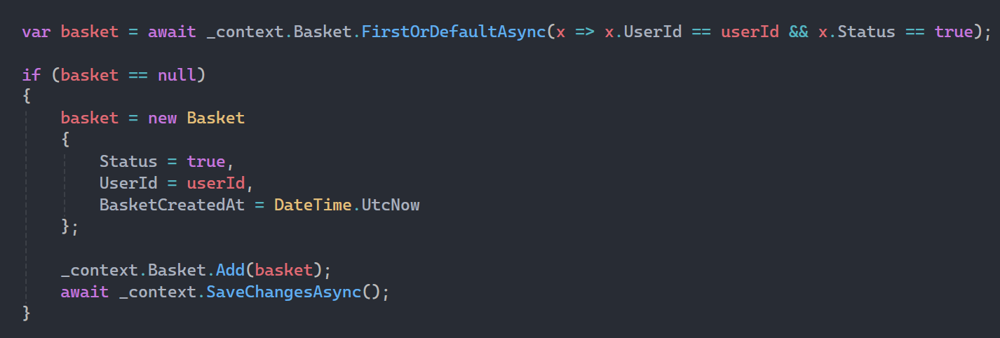 var basket = await _context.Basket.FirstOrDefaultAsync(x => x.UserId == userId && x.Status == true);
if (basket == null)
{
basket = new Basket
{
Status = true,
UserId = userId,
BasketCreatedAt = DateTime.UtcNow
};
_context.Basket.Add(basket);
await _context.SaveChangesAsync();
}